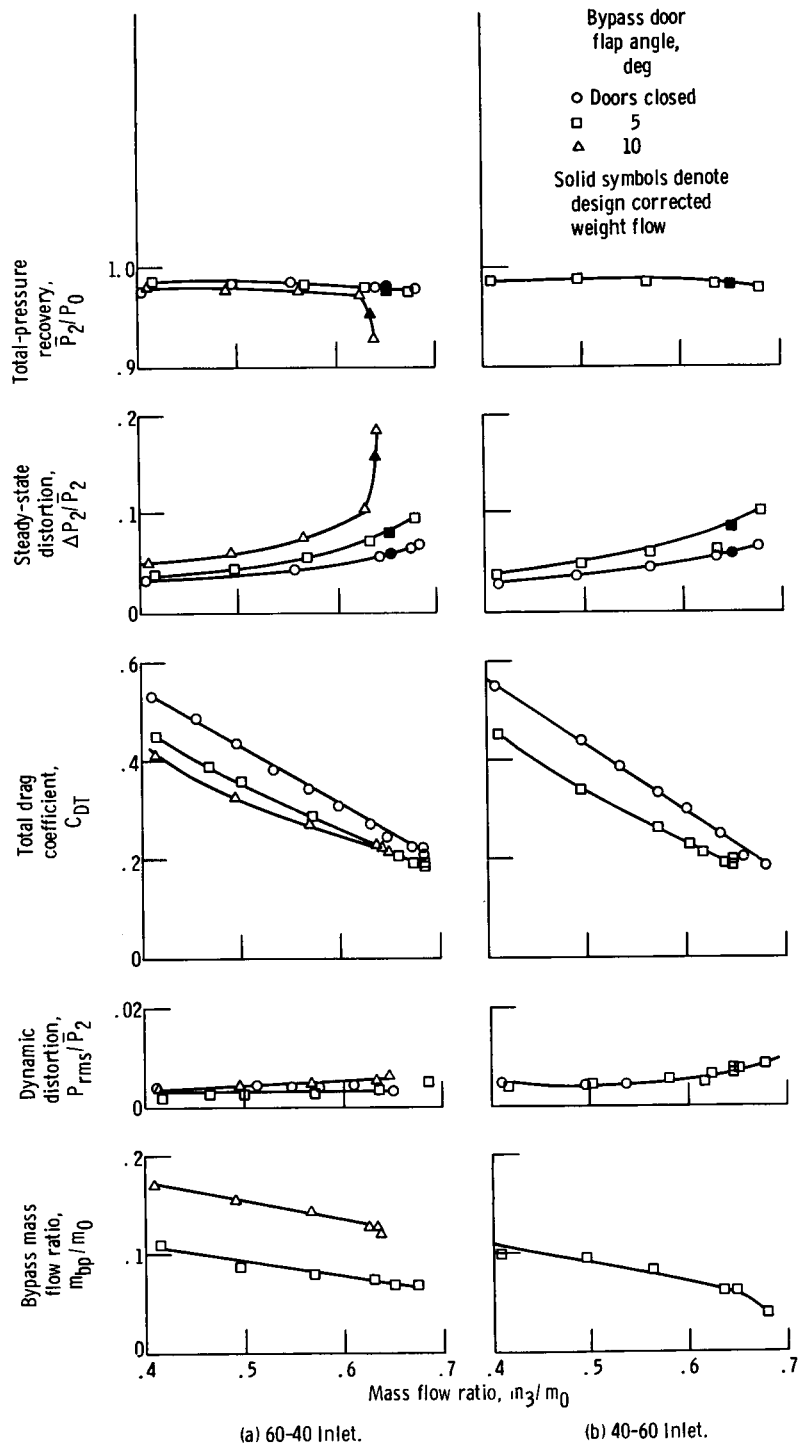 Bypass door
flap angle,
deg
Doors closed
5
10
Solid symbols denote
design corrected
weight flow
Total-pressure
recovery,
P̄2/P0
1.0
.9
Steady-state
distortion,
ΔP2/P̄2
.2
.1
0
Total drag
coefficient,
CDT
.6
.4
.2
0
Dynamic
distortion,
Prms/P̄2
.02
0
Bypass mass
flow ratio,
mbp/m0
.2
.1
0
.4 .5 .6 .7 .5 .6 .7
Mass flow ratio, m3/m0
(a) 60-40 Inlet. (b) 40-60 Inlet.